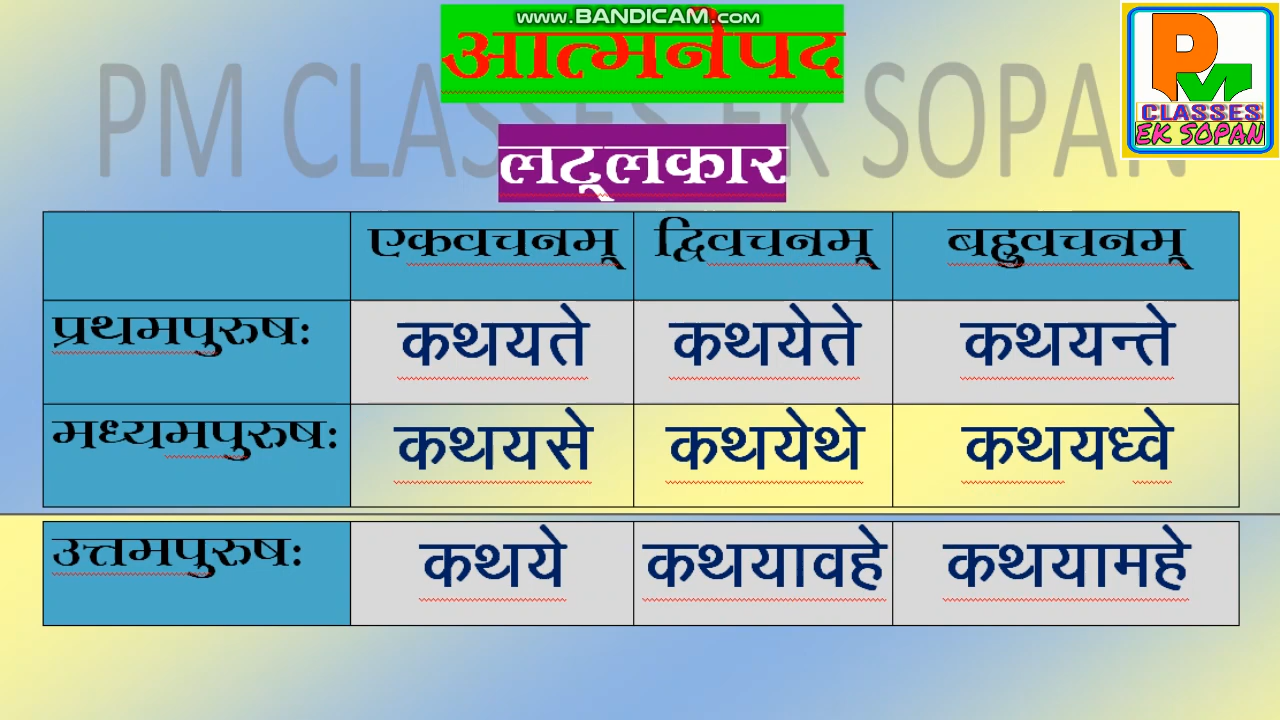 www.BANDICAM.com
आत्मनेपद
PM CLASSES EK SOPAN
PM
CLASSES
EK SOPAN
लट्लकार
एकवचनम् द्विवचनम् बहुवचनम्
प्रथमपुरुषः कथयते कथयेते कथयन्ते
मध्यमपुरुषः कथयसे कथयेथे कथयध्वे
उत्तमपुरुषः कथये कथयावहे कथयामहे